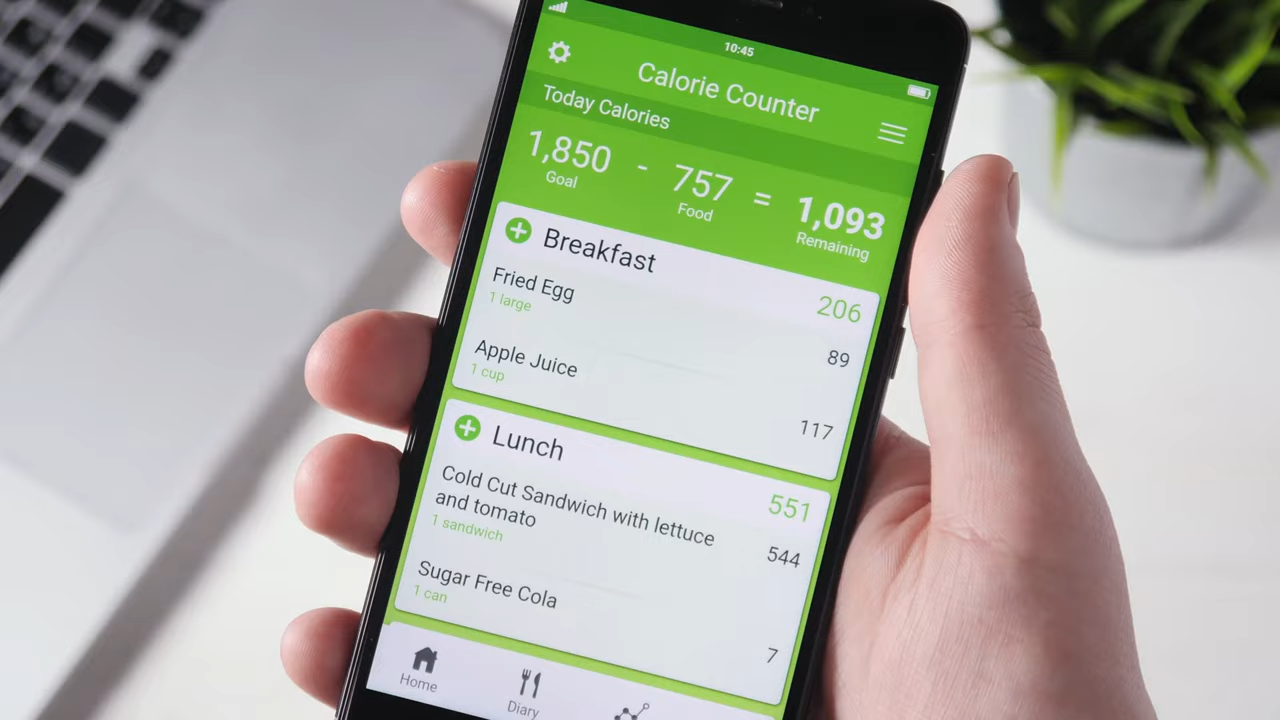 10:45
Calorie Counter
Today Calories
1,850 - 757 = 1,093
Goal Food Remaining
Breakfast 206
Fried Egg 89
1 large
Apple Juice 117
1 cup
Lunch 551
Cold Cut Sandwich with lettuce
and tomato 544
1 sandwich
Sugar Free Cola 7
1 can
Home Diary